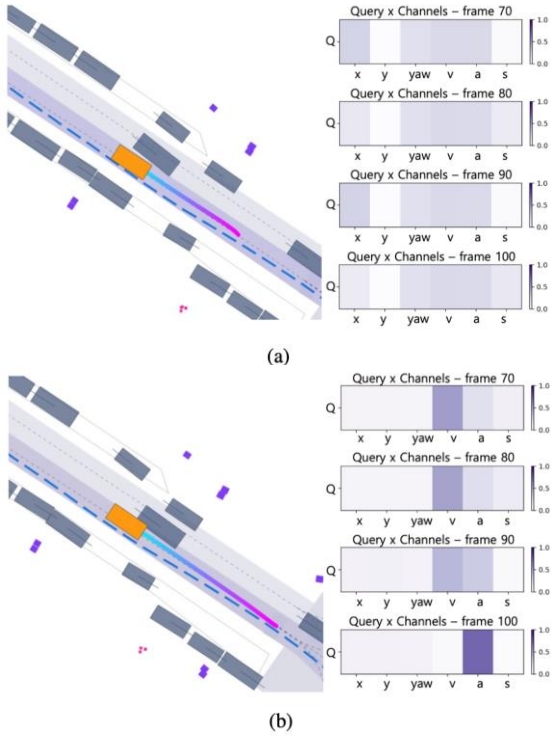 Query x Channels – frame 70
1.0
Q
0.5
0.0
x y yaw v a s
Query x Channels – frame 80
1.0
Q
0.5
0.0
x y yaw v a s
Query x Channels – frame 90
1.0
Q
0.5
0.0
x y yaw v a s
Query x Channels – frame 100
1.0
Q
0.5
0.0
x y yaw v a s
(a)
Query x Channels – frame 70
1.0
Q
0.5
0.0
x y yaw v a s
Query x Channels – frame 80
1.0
Q
0.5
0.0
x y yaw v a s
Query x Channels – frame 90
1.0
Q
0.5
0.0
x y yaw v a s
Query x Channels – frame 100
1.0
Q
0.5
0.0
x y yaw v a s
(b)